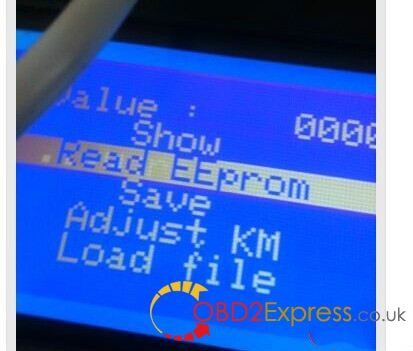 Value : 0000
Show
.Read EEprom
Save
Adjust KM
Load file
OBD2Express.co.uk